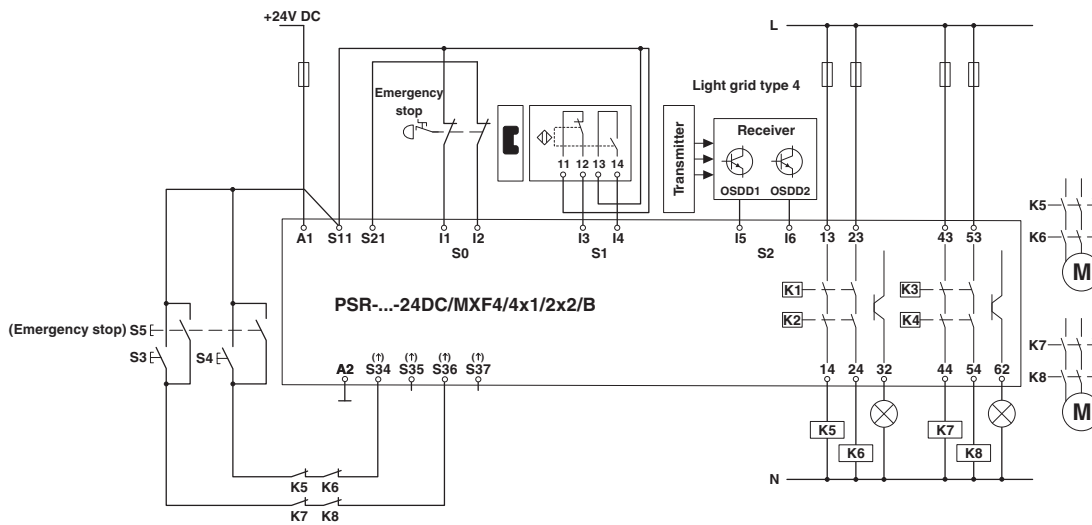 +24V DC
L
Emergency
stop
Light grid type 4
11 12 13 14
Transmitter
Receiver
OSDD1 OSDD2
K5
K6
M
A1 S11 S21 I1 I2 I3 I4 I5 I6 13 23 43 53
S0 S1 S2
PSR-...-24DC/MXF4/4x1/2x2/B
K1 K3
K2 K4
(Emergency stop) S5
S3 S4
K7
K8
M
(↑) (↑) (↑) (↑)
A2 S34 S35 S36 S37 14 24 32 44 54 62
K5 K7
K6 K8
N
K5 K6
K7 K8